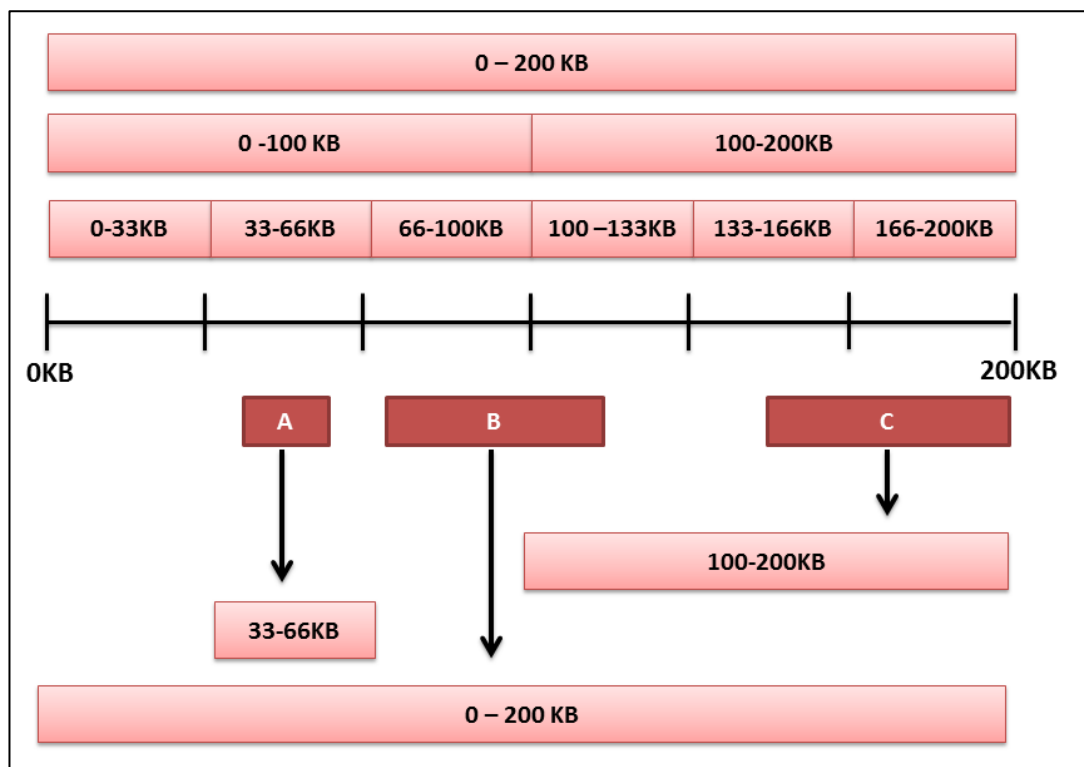 0 – 200 KB
0 -100 KB
100-200KB
0-33KB
33-66KB
66-100KB
100 –133KB
133-166KB
166-200KB
0KB
200KB
A
B
C
100-200KB
33-66KB
0 – 200 KB